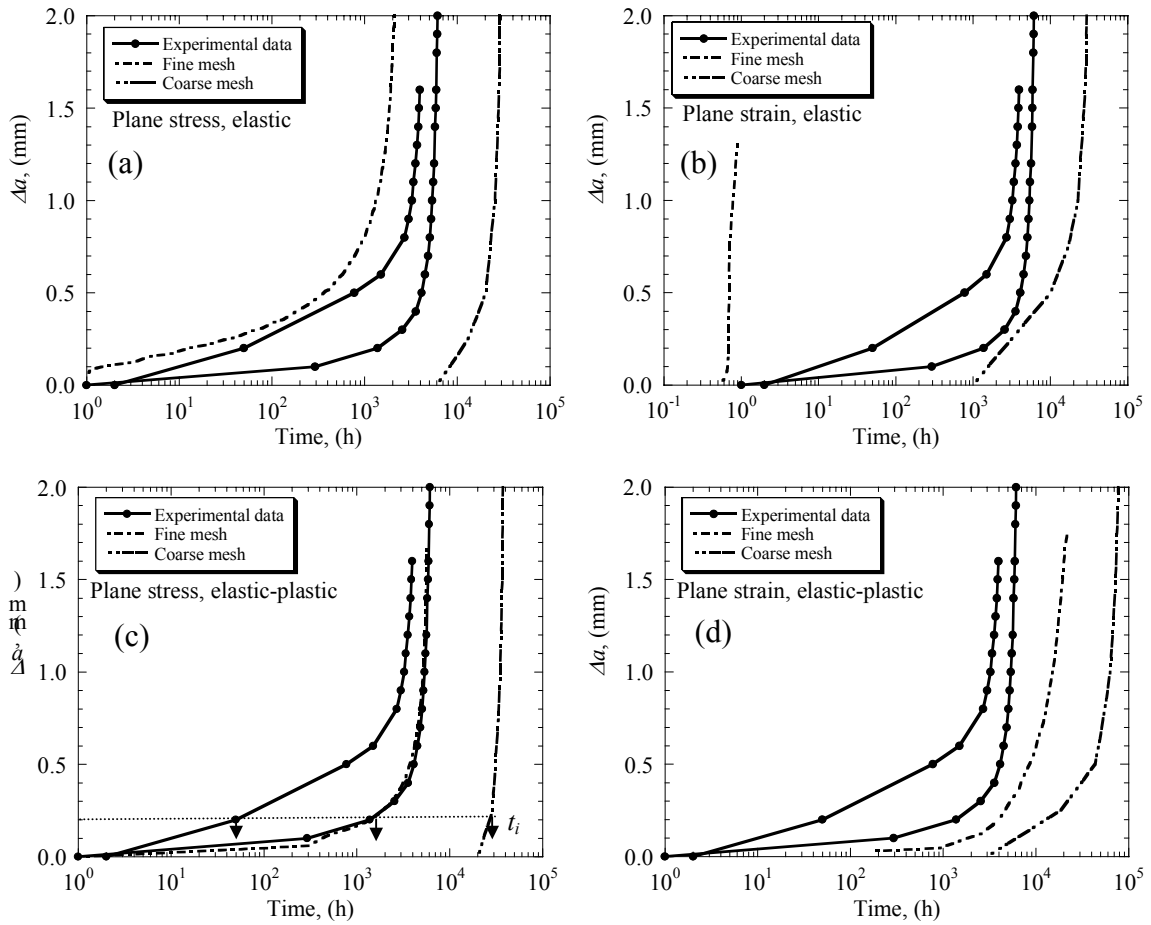 2.0
1.5
1.0
0.5
0.0
Δa, (mm)
Experimental data
Fine mesh
Coarse mesh
Plane stress, elastic
(a)
10^0 10^1 10^2 10^3 10^4 10^5
Time, (h)
2.0
1.5
1.0
0.5
0.0
Δa, (mm)
Experimental data
Fine mesh
Coarse mesh
Plane strain, elastic
(b)
10^-1 10^0 10^1 10^2 10^3 10^4 10^5
Time, (h)
2.0
1.5
1.0
0.5
0.0
Δa, (mm)
Experimental data
Fine mesh
Coarse mesh
Plane stress, elastic-plastic
(c)
t_i
10^0 10^1 10^2 10^3 10^4 10^5
Time, (h)
2.0
1.5
1.0
0.5
0.0
Δa, (mm)
Experimental data
Fine mesh
Coarse mesh
Plane strain, elastic-plastic
(d)
10^0 10^1 10^2 10^3 10^4 10^5
Time, (h)